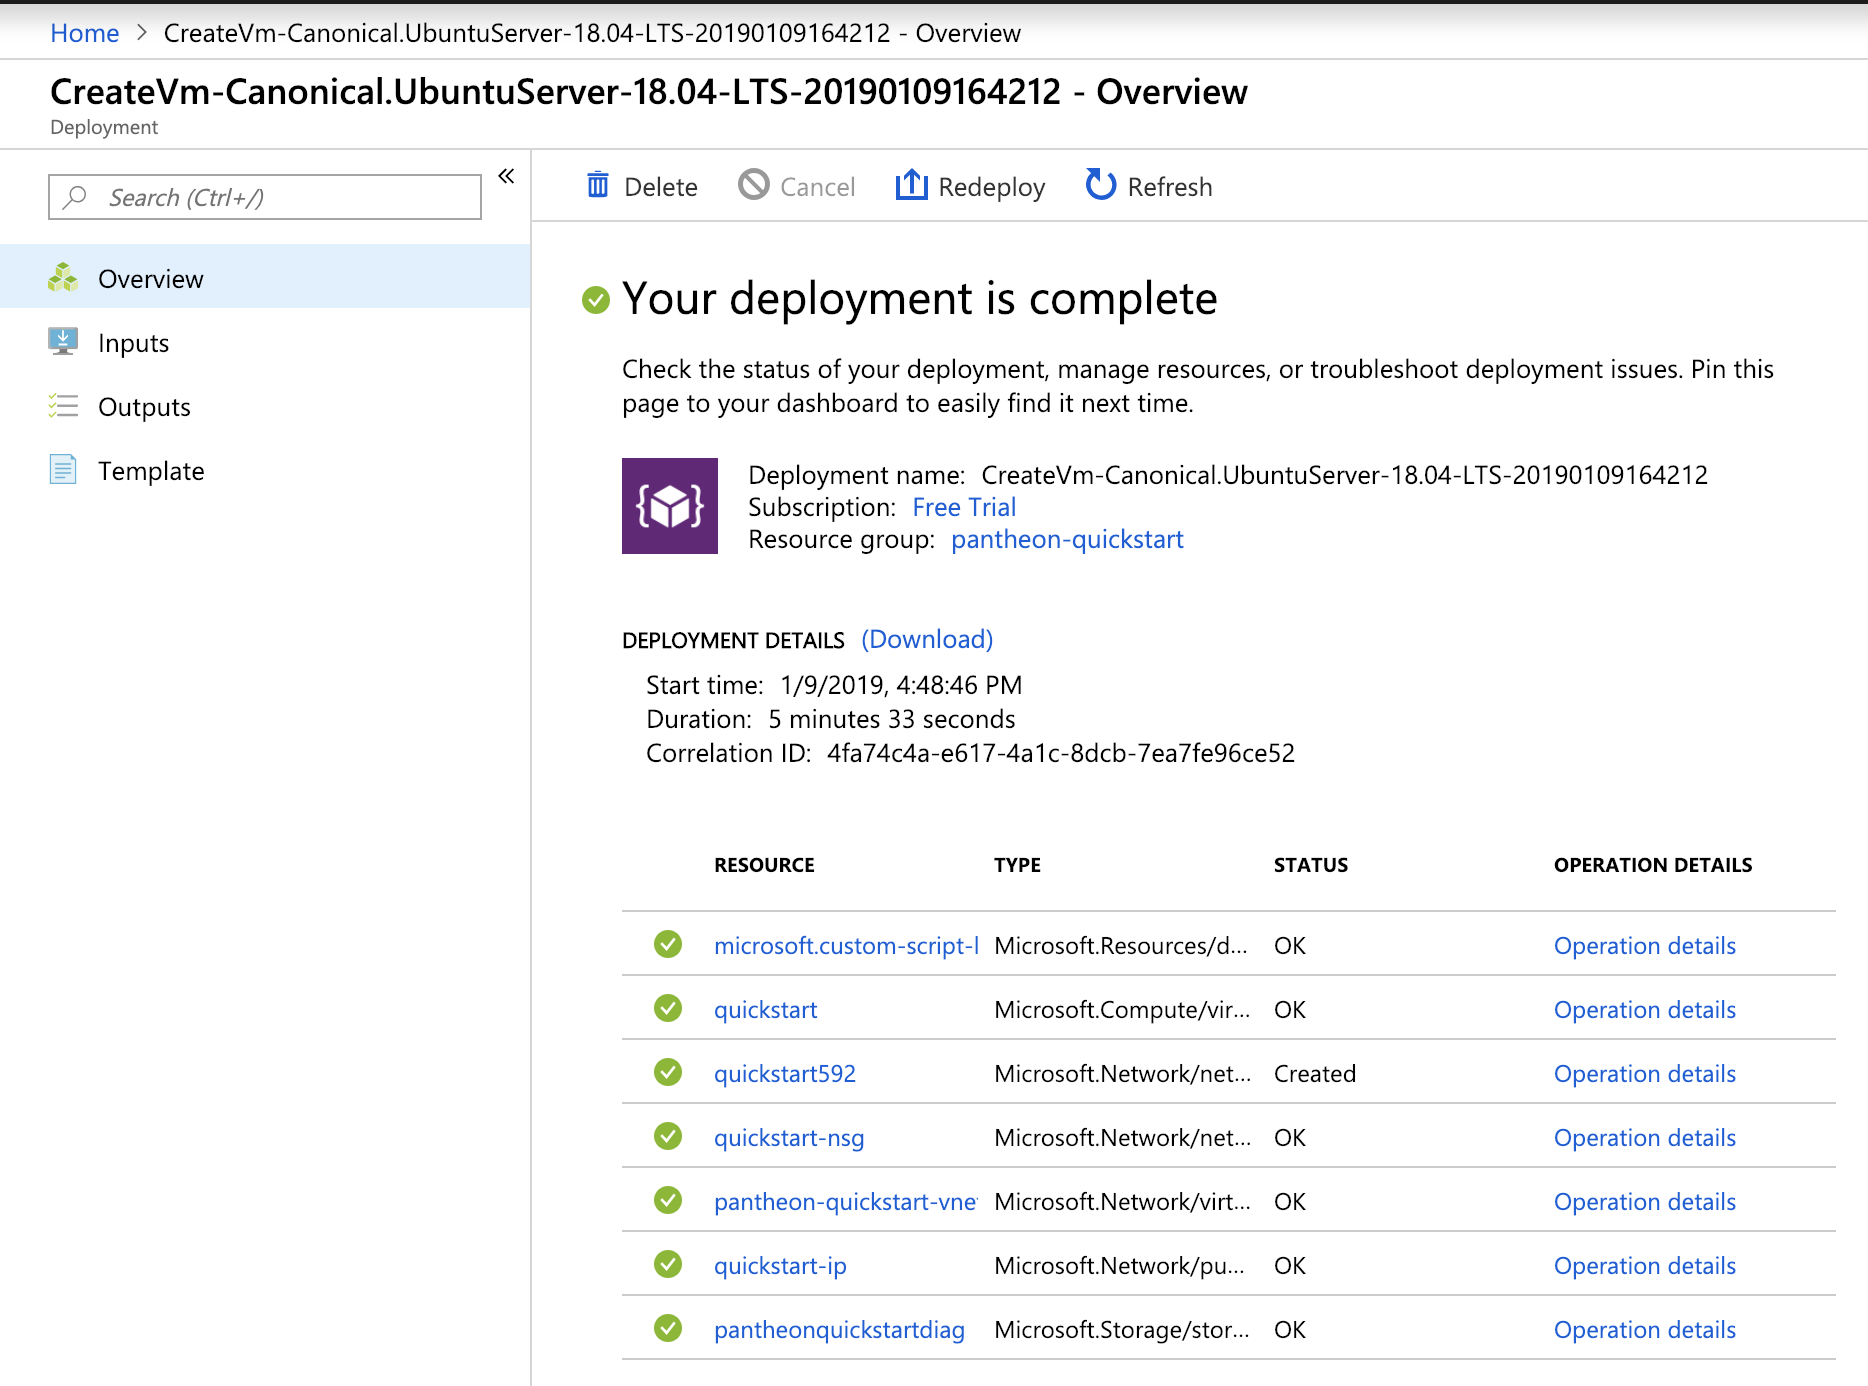 Home > CreateVm-Canonical.UbuntuServer-18.04-LTS-20190109164212 - Overview
CreateVm-Canonical.UbuntuServer-18.04-LTS-20190109164212 - Overview
Deployment
Search (Ctrl+/)
«
Overview
Inputs
Outputs
Template
Delete Cancel Redeploy Refresh
Your deployment is complete
Check the status of your deployment, manage resources, or troubleshoot deployment issues. Pin this
page to your dashboard to easily find it next time.
Deployment name: CreateVm-Canonical.UbuntuServer-18.04-LTS-20190109164212
Subscription: Free Trial
Resource group: pantheon-quickstart
DEPLOYMENT DETAILS (Download)
Start time: 1/9/2019, 4:48:46 PM
Duration: 5 minutes 33 seconds
Correlation ID: 4fa74c4a-e617-4a1c-8dcb-7ea7fe96ce52
RESOURCE TYPE STATUS OPERATION DETAILS
microsoft.custom-script-l Microsoft.Resources/d... OK Operation details
quickstart Microsoft.Compute/vir... OK Operation details
quickstart592 Microsoft.Network/net... Created Operation details
quickstart-nsg Microsoft.Network/net... OK Operation details
pantheon-quickstart-vne Microsoft.Network/virt... OK Operation details
quickstart-ip Microsoft.Network/pu... OK Operation details
pantheonquickstartdiag Microsoft.Storage/stor... OK Operation details